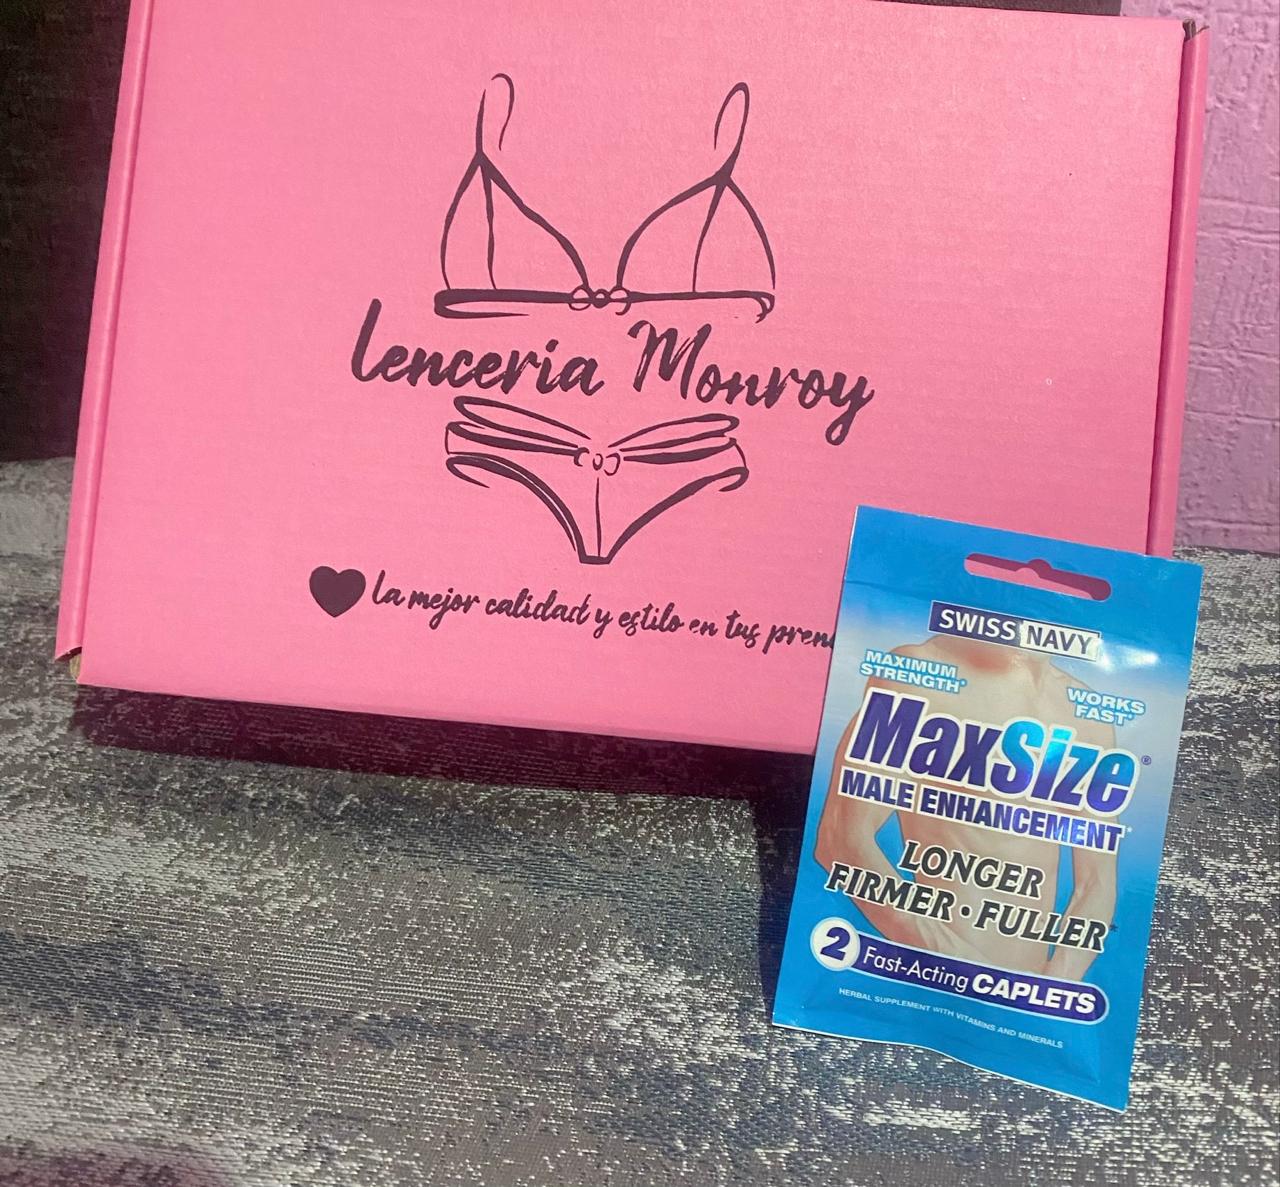 Lenceria Monroy
La mejor calidad y estilo en tus
SWISS NAVY
MAXIMUM
STRENGTH*
WORKS
FAST*
MaxSize®
MALE ENHANCEMENT*
LONGER
FIRMER • FULLER*
2 Fast-Acting CAPLETS
HERBAL SUPPLEMENT WITH VITAMINS AND MINERALS